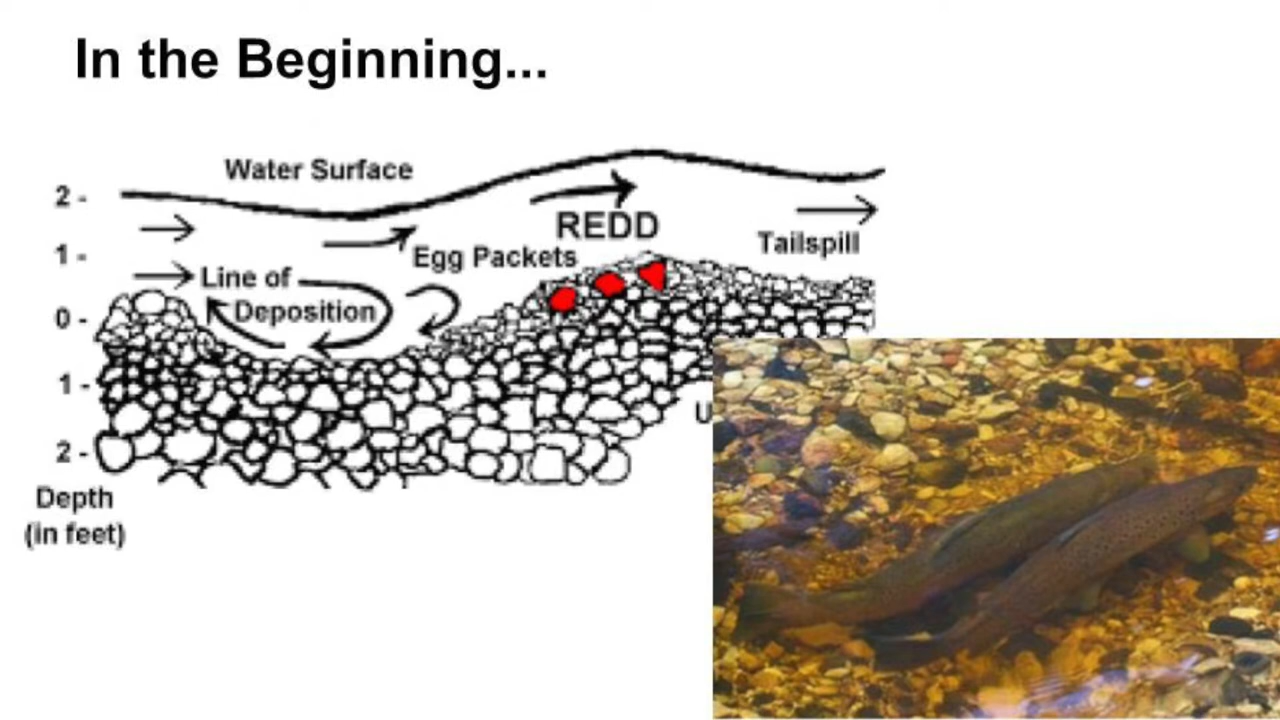 In the Beginning...
Water Surface
2 -
REDD
1 -
Egg Packets
Tailspill
Line of
Deposition
0 -
1 -
2 -
Depth
(in feet)